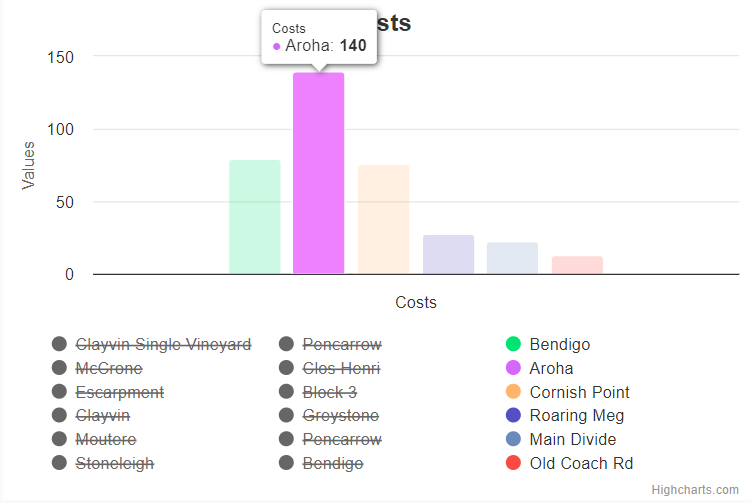 sts
Costs
● Aroha: 140
150
100
50
0
Values
Costs
Clayvin Single Vineyard
McCrone
Escarpment
Clayvin
Moutere
Stoneleigh
Pencarrow
Clos Henri
Block 3
Greystone
Pencarrow
Bendigo
Bendigo
Aroha
Cornish Point
Roaring Meg
Main Divide
Old Coach Rd
Highcharts.com